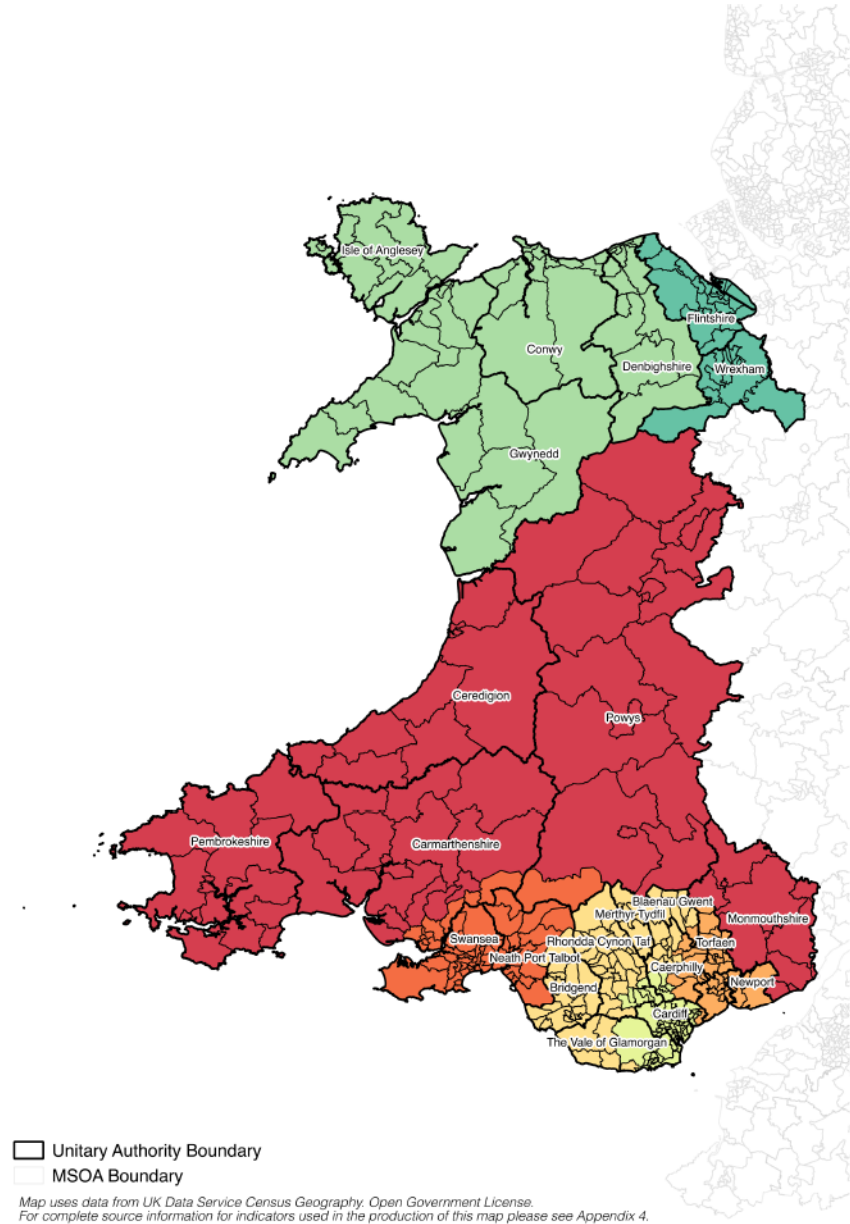 Isle of Anglesey
Flintshire
Conwy
Denbighshire
Wrexham
Gwynedd
Ceredigion
Powys
Pembrokeshire
Carmarthenshire
Blaenau Gwent
Merthyr-Tydfil
Monmouthshire
Swansea
Rhondda Cynon Taf
Torfaen
Neath Port Talbot
Caerphilly
Bridgend
Newport
Cardiff
The Vale of Glamorgan
Unitary Authority Boundary
MSOA Boundary
Map uses data from UK Data Service Census Geography. Open Government License.
For complete source information for indicators used in the production of this map please see Appendix 4.